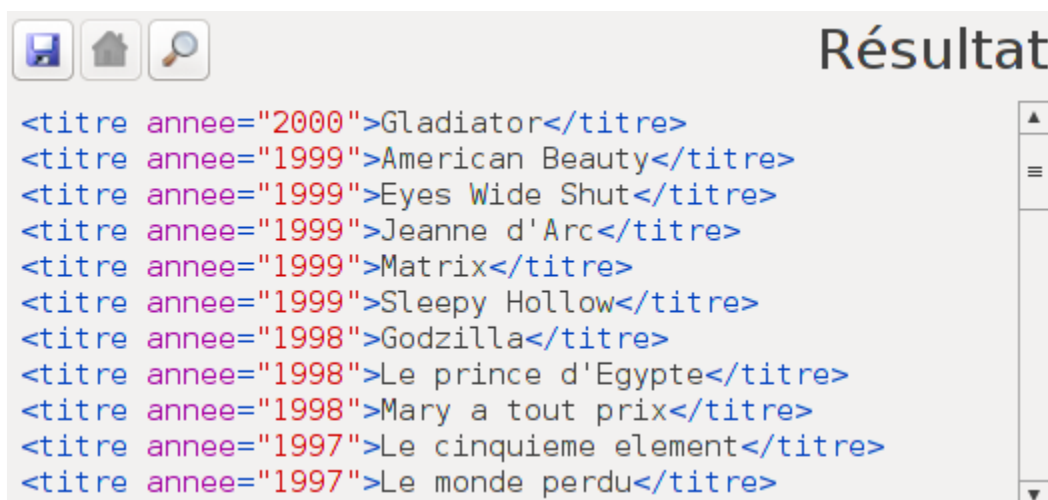 Résultat
<titre annee="2000">Gladiator</titre>
<titre annee="1999">American Beauty</titre>
<titre annee="1999">Eyes Wide Shut</titre>
<titre annee="1999">Jeanne d'Arc</titre>
<titre annee="1999">Matrix</titre>
<titre annee="1999">Sleepy Hollow</titre>
<titre annee="1998">Godzilla</titre>
<titre annee="1998">Le prince d'Egypte</titre>
<titre annee="1998">Mary a tout prix</titre>
<titre annee="1997">Le cinquieme element</titre>
<titre annee="1997">Le monde perdu</titre>